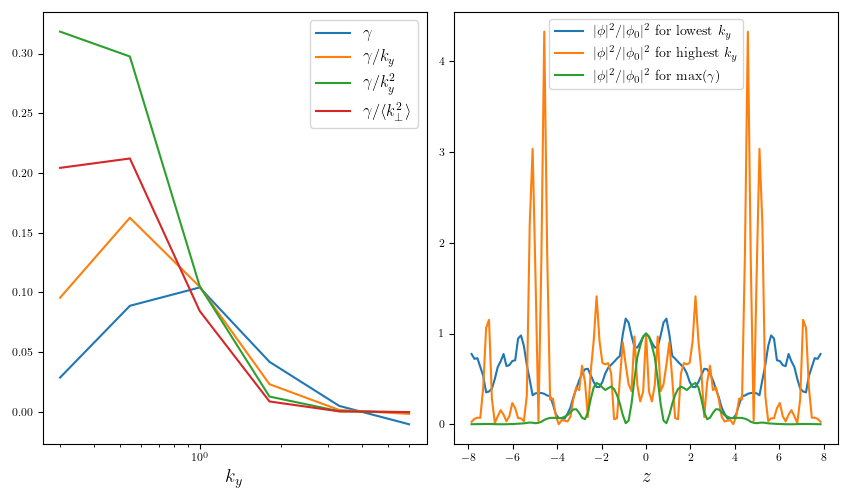 0.30
0.25
0.20
0.15
0.10
0.05
0.00
10⁰
k_y
γ
γ/k_y
γ/k_y²
γ/⟨k_⊥²⟩
4
3
2
1
0
−8 −6 −4 −2 0 2 4 6 8
z
|ϕ|²/|ϕ₀|² for lowest k_y
|ϕ|²/|ϕ₀|² for highest k_y
|ϕ|²/|ϕ₀|² for max(γ)